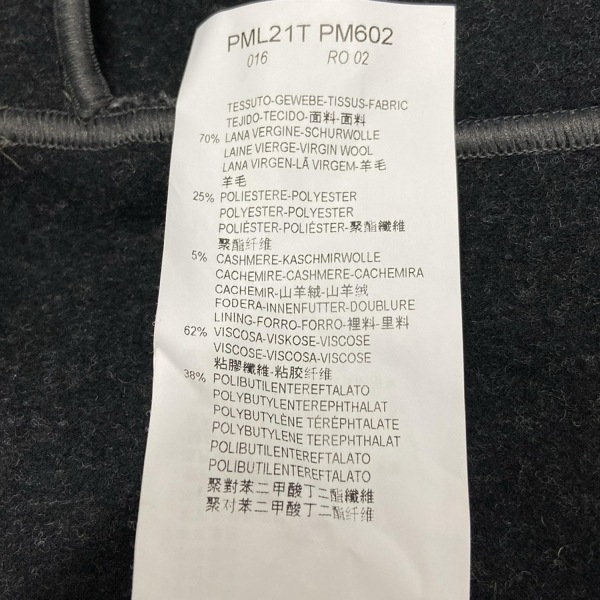 PML21T PM602
016 RO 02
TESSUTO-GEWEBE-TISSUS-FABRIC
TEJIDO-TECIDO-面料-面料
70% LANA VERGINE-SCHURWOLLE
LAINE VIERGE-VIRGIN WOOL
LANA VIRGEN-LÃ VIRGEM-羊毛
羊毛
25% POLIESTERE-POLYESTER
POLYESTER-POLYESTER
POLIÉSTER-POLIÉSTER-聚酯纖維
聚酯纤维
5% CASHMERE-KASCHMIRWOLLE
CACHEMIRE-CASHMERE-CACHEMIRA
CACHEMIR-山羊絨-山羊绒
FODERA-INNENFUTTER-DOUBLURE
LINING-FORRO-FORRO-裡料-里料
62% VISCOSA-VISKOSE-VISCOSE
VISCOSE-VISCOSA-VISCOSE
粘膠纖維-粘胶纤维
38% POLIBUTILENTEREFTALATO
POLYBUTYLENTEREPHTHALAT
POLYBUTYLÈNE TÉRÉPHTALATE
POLYBUTYLENE TEREPHTHALAT
POLIBUTILENTEREFTALATO
POLIBUTILENTEREFTALATO
聚對苯二甲酸丁二酯纖維
聚对苯二甲酸丁二酯纤维